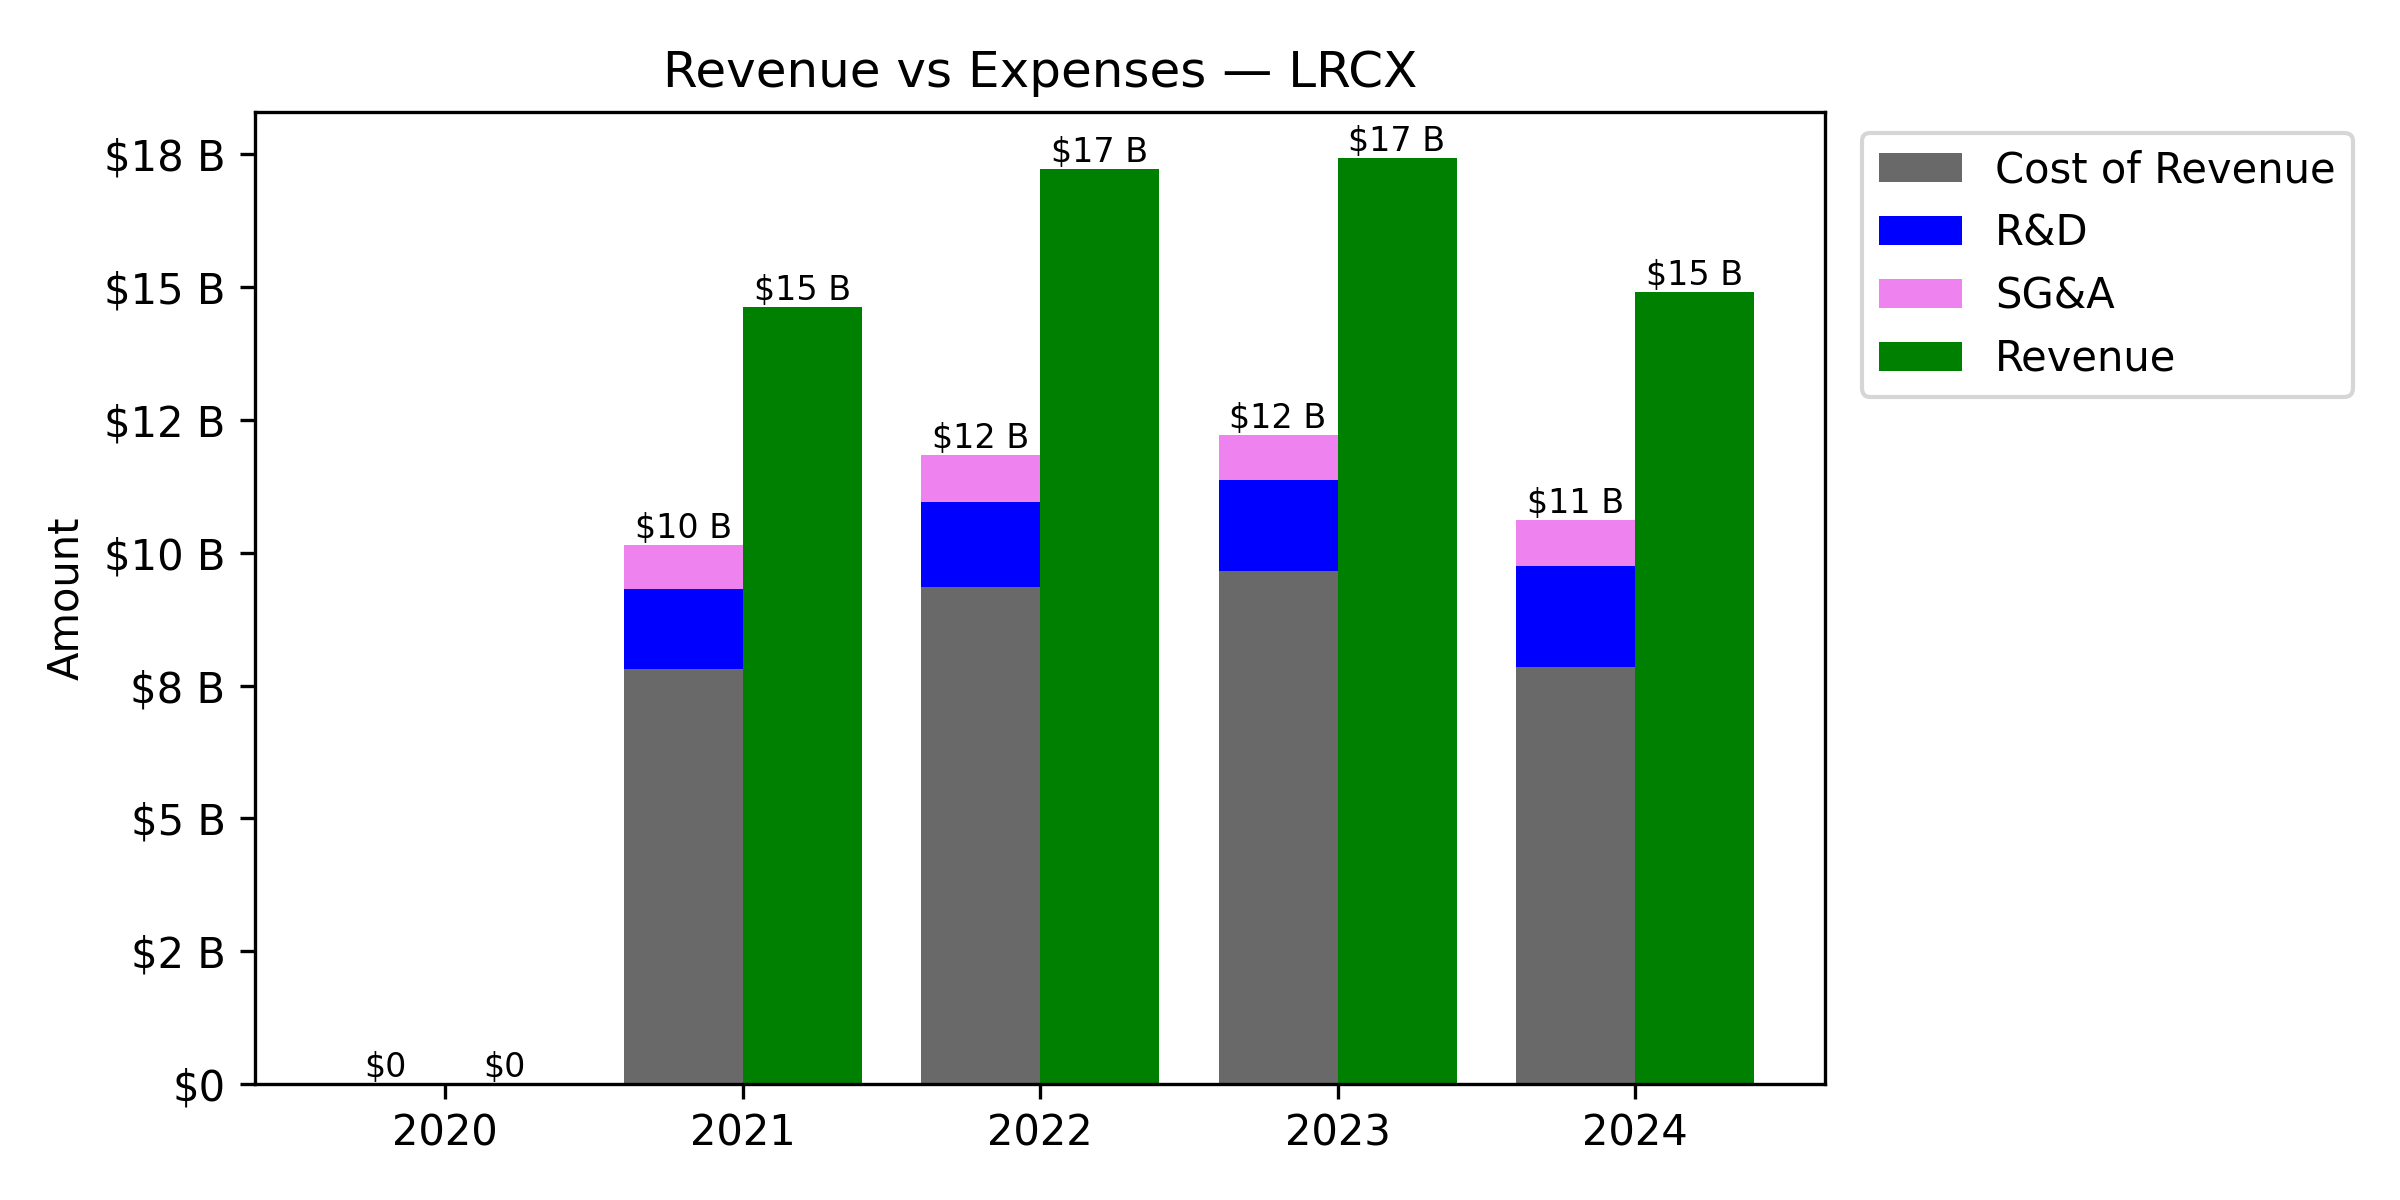 Revenue vs Expenses — LRCX
$18 B
$15 B
$12 B
$10 B
$8 B
$5 B
$2 B
$0
Amount
$0
$0
$10 B
$15 B
$12 B
$17 B
$12 B
$17 B
$11 B
$15 B
2020
2021
2022
2023
2024
Cost of Revenue
R&D
SG&A
Revenue